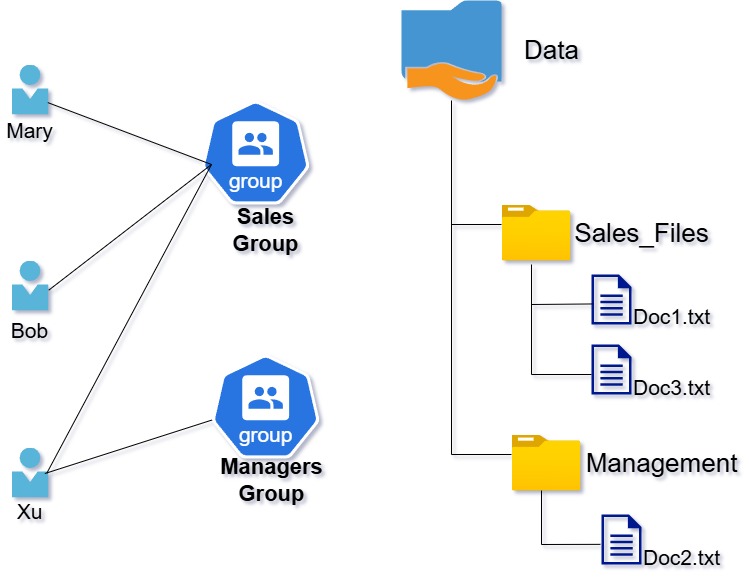 Mary
Bob
Xu
group
Sales
Group
group
Managers
Group
Data
Sales_Files
Doc1.txt
Doc3.txt
Management
Doc2.txt